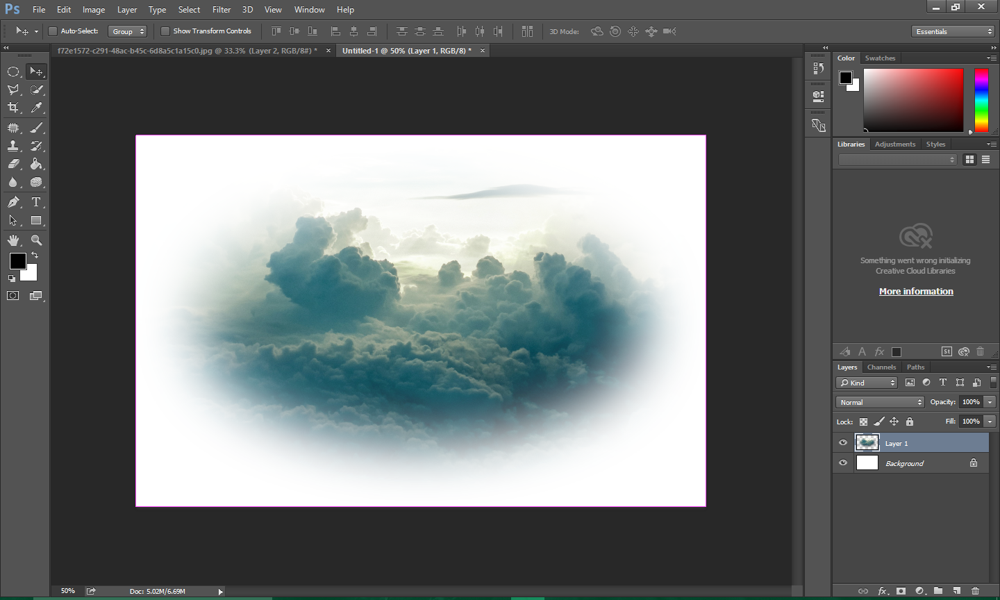 Ps File Edit Image Layer Type Select Filter 3D View Window Help
Auto-Select: Group Show Transform Controls 3D Mode: Essentials
f72e1572-c291-48ac-b45c-6d8a5c1a15c0.jpg @ 33.3% (Layer 2, RGB/8#) * × Untitled-1 @ 50% (Layer 1, RGB/8) * ×
Color Swatches
Libraries Adjustments Styles
Something went wrong initializing
Creative Cloud Libraries
More information
A fx St
Layers Channels Paths
Kind T
Normal Opacity: 100%
Lock: Fill: 100%
Layer 1
Background
T
50% Doc: 5.02M/6.69M
fx